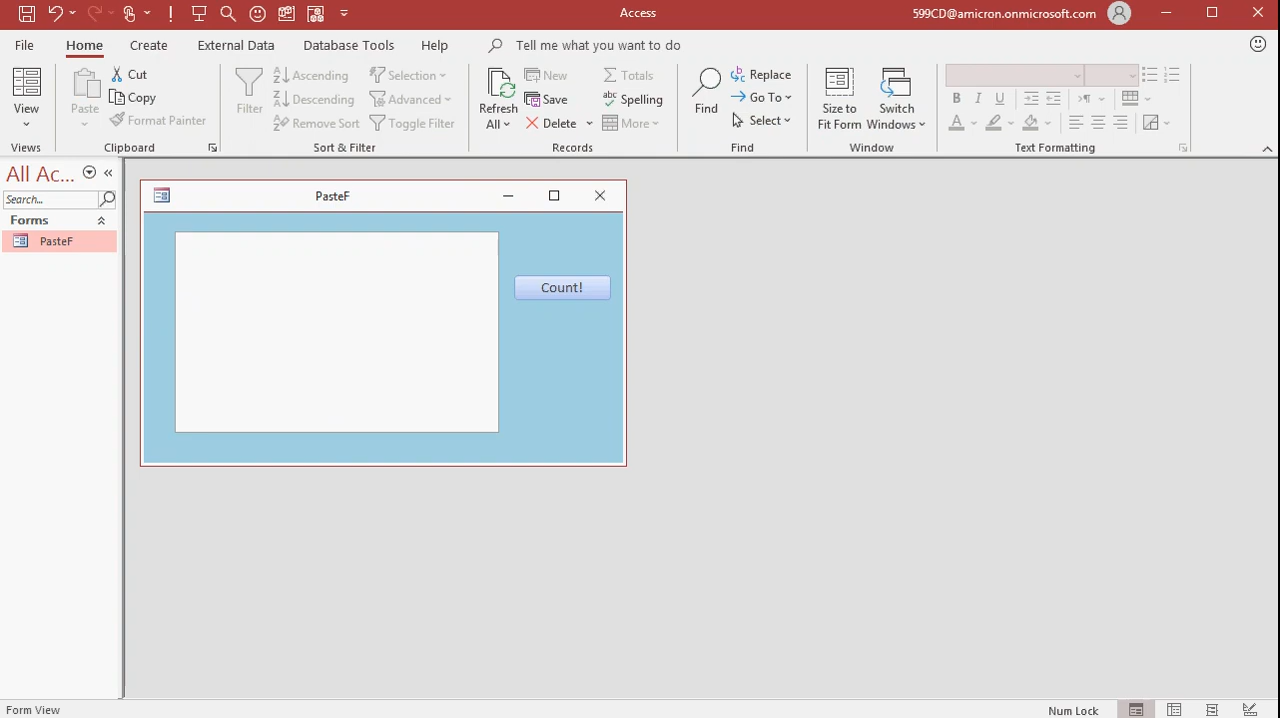 Access
599CD@amicron.onmicrosoft.com
File Home Create External Data Database Tools Help Tell me what you want to do
View
Views
Paste
Cut
Copy
Format Painter
Clipboard
Filter
Ascending
Descending
Remove Sort
Selection
Advanced
Toggle Filter
Sort & Filter
Refresh
All
New
Save
Delete
Totals
Spelling
More
Records
Find
Replace
Go To
Select
Find
Size to
Fit Form
Switch
Windows
Window
B I U
A
Text Formatting
All Ac...
Search...
Forms
PasteF
PasteF
Count!
Form View
Num Lock